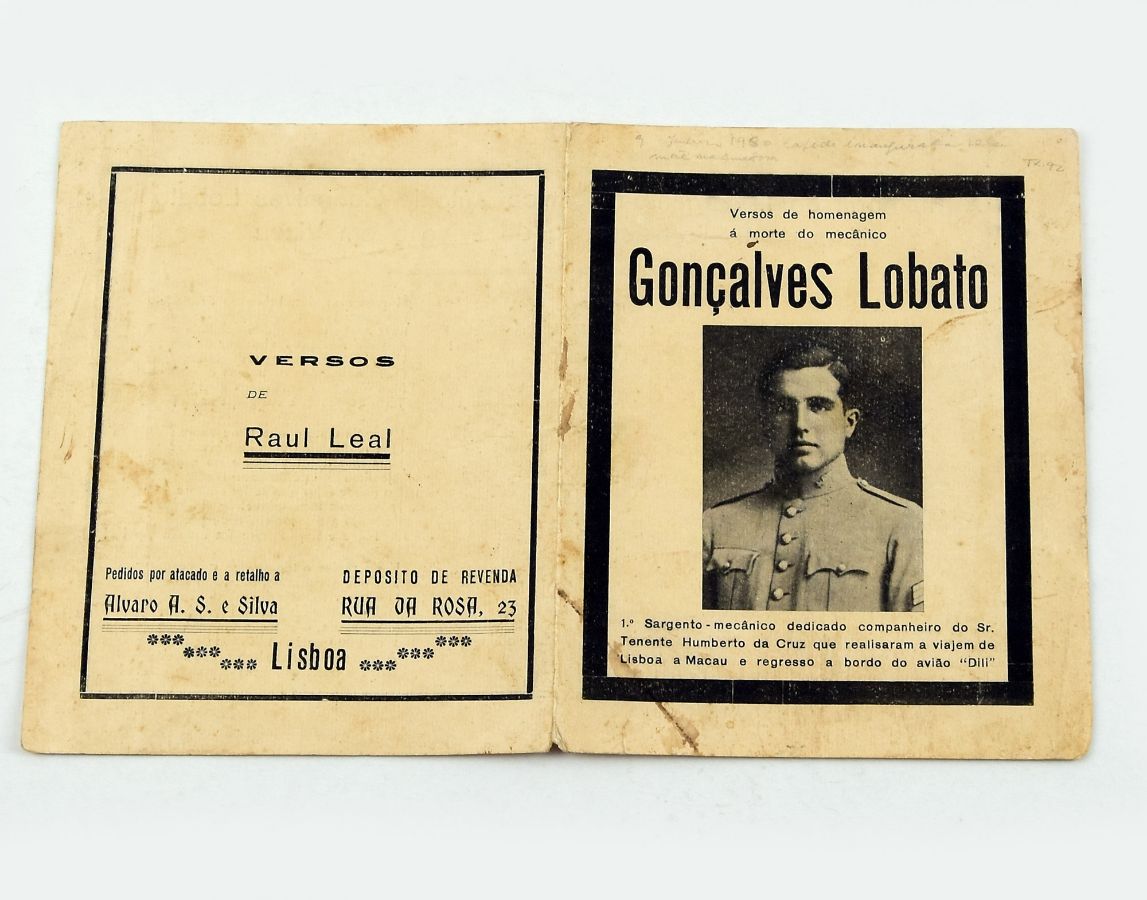 VERSOS
DE
Raul Leal
Pedidos por atacado e a retalho a
Alvaro A. S. e Silva
DEPOSITO DE REVENDA
RUA DA ROSA, 23
Lisboa
Versos de homenagem
á morte do mecânico
Gonçalves Lobato
1.º Sargento-mecânico dedicado companheiro do Sr.
Tenente Humberto da Cruz que realisaram a viajem de
Lisboa a Macau e regresso a bordo do avião “Dili”